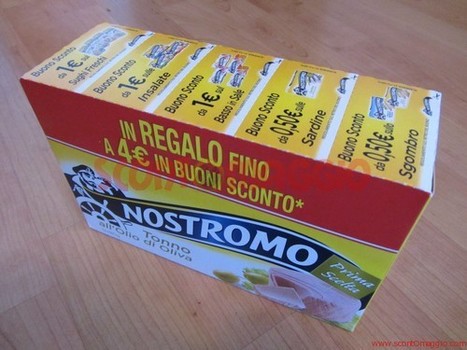 Buono Sconto
da 1€ sui
Sughi Freschi
Buono Sconto
da 1€ sulle
Insalate
Buono Sconto
da 1€ sul
Basso in Sale
Buono Sconto
da 0,50€ sulle
Sardine
Buono Sconto
da 0,50€ sullo
Sgombro
IN REGALO FINO
A 4€ IN BUONI SCONTO*
NOSTROMO
Tonno
all'Olio di Oliva
Prima
Scelta
www.scontomaggio.com